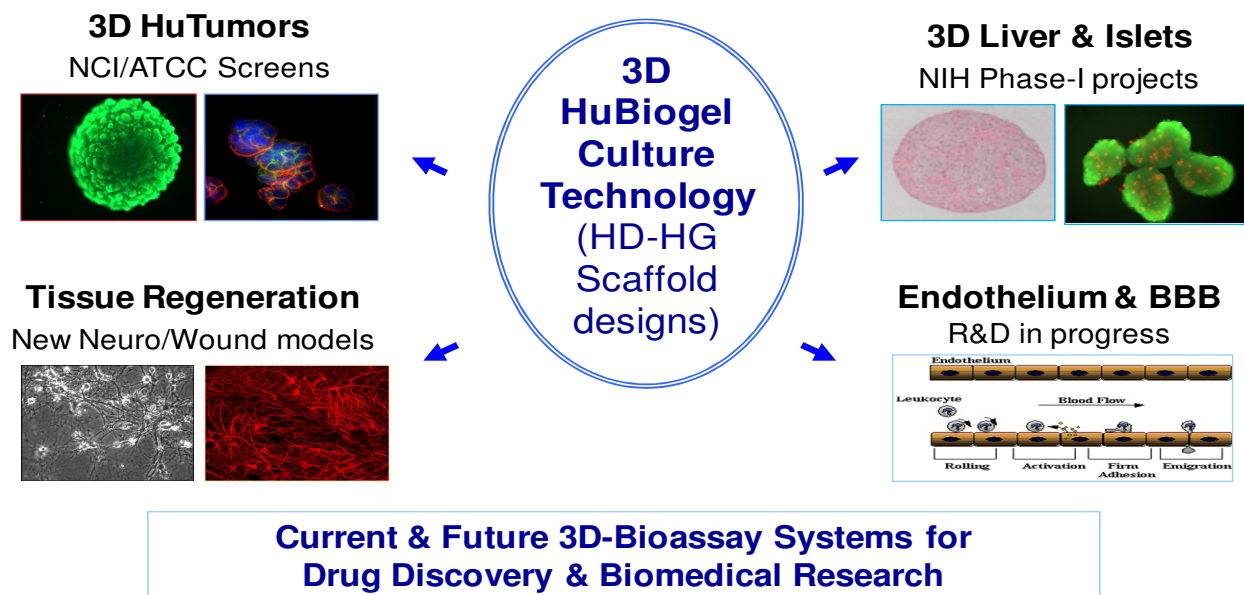 3D HuTumors
NCI/ATCC Screens
3D
HuBiogel
Culture
Technology
(HD-HG
Scaffold
designs)
3D Liver & Islets
NIH Phase-I projects
Tissue Regeneration
New Neuro/Wound models
Endothelium & BBB
R&D in progress
Endothelium
Leukocyte
Blood Flow
Rolling
Activation
Firm
Adhesion
Emigration
Current & Future 3D-Bioassay Systems for
Drug Discovery & Biomedical Research